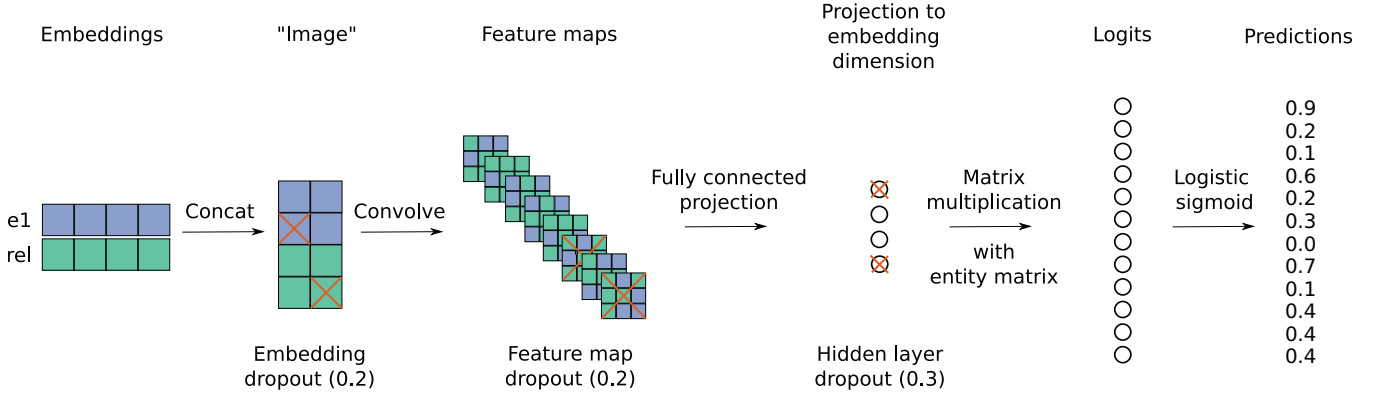 Embeddings
"Image"
Feature maps
Projection to
embedding
dimension
Logits
Predictions
e1
rel
Concat
Convolve
Fully connected
projection
Matrix
multiplication
with
entity matrix
Logistic
sigmoid
0.9
0.2
0.1
0.6
0.2
0.3
0.0
0.7
0.1
0.4
0.4
0.4
Embedding
dropout (0.2)
Feature map
dropout (0.2)
Hidden layer
dropout (0.3)